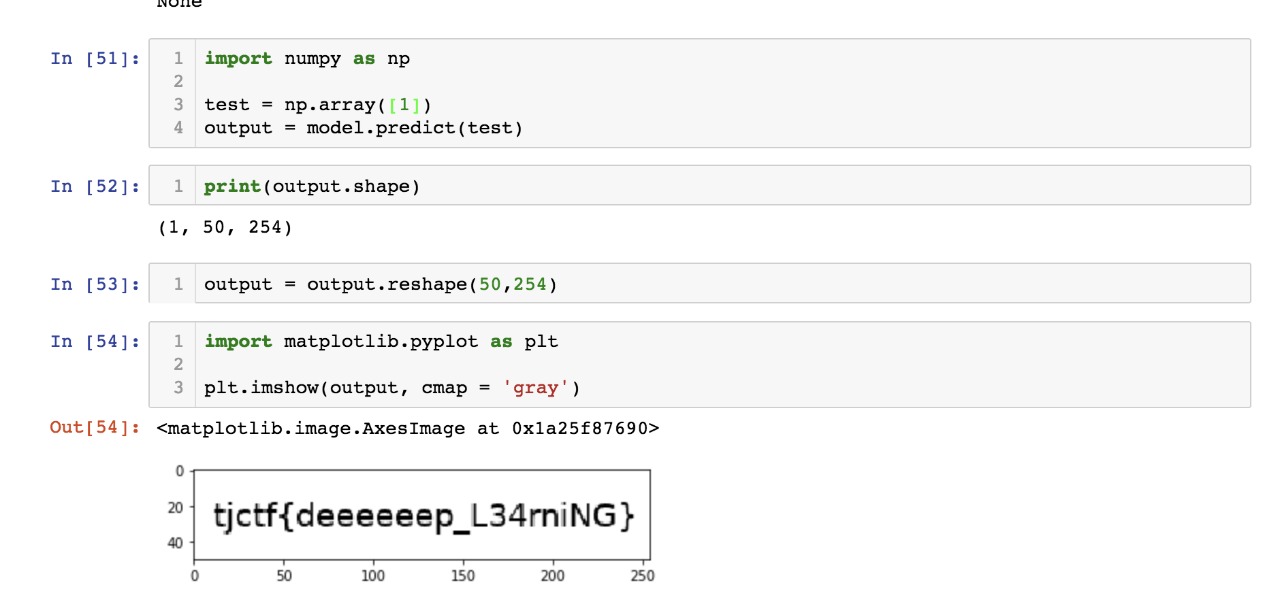 None
In [51]:
1 import numpy as np
2
3 test = np.array([1])
4 output = model.predict(test)
In [52]:
1 print(output.shape)
(1, 50, 254)
In [53]:
1 output = output.reshape(50,254)
In [54]:
1 import matplotlib.pyplot as plt
2
3 plt.imshow(output, cmap = 'gray')
Out[54]: <matplotlib.image.AxesImage at 0x1a25f87690>
0
20
40
tjctf{deeeeeep_L34rniNG}
0 50 100 150 200 250